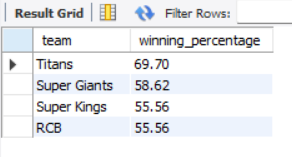 Result Grid Filter Rows:
team winning_percentage
Titans 69.70
Super Giants 58.62
Super Kings 55.56
RCB 55.56